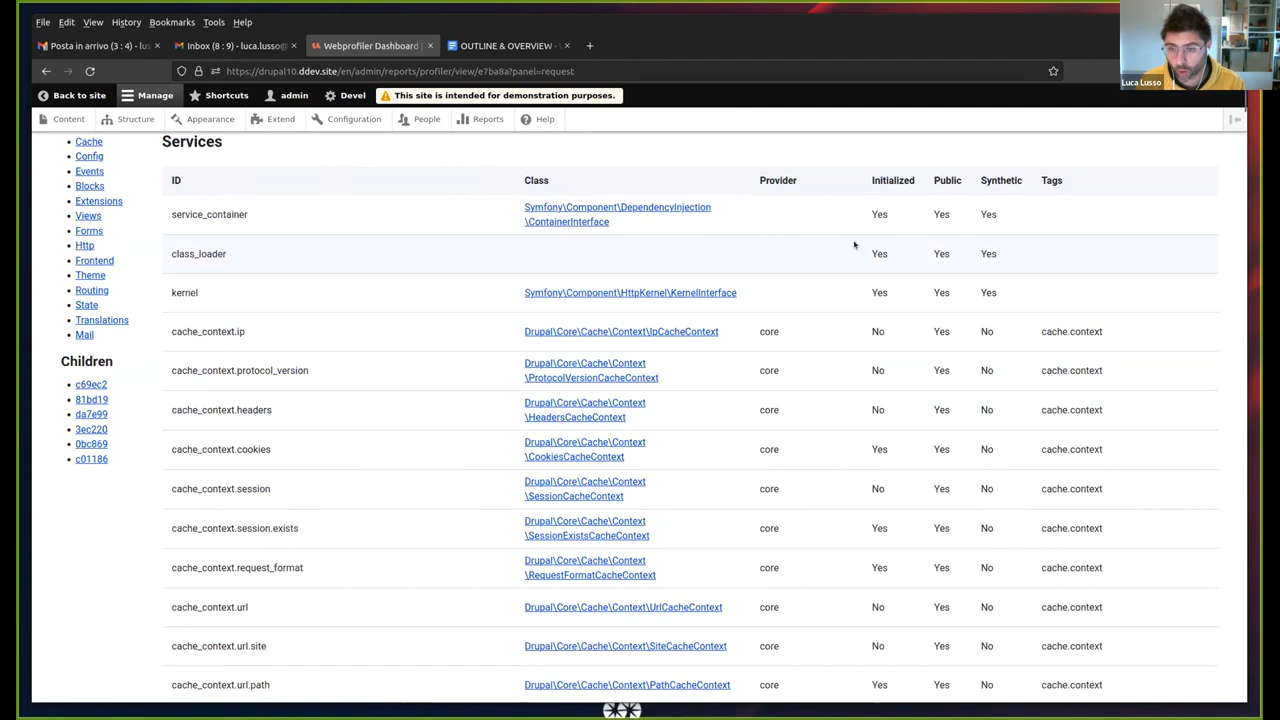 File Edit View History Bookmarks Tools Help
Posta in arrivo (3 : 4) - lus Inbox (8 : 9) - luca.lusso@ Webprofiler Dashboard OUTLINE & OVERVIEW -
https://drupal10.ddev.site/en/admin/reports/profiler/view/e7ba8a?panel=request
Luca Lusso
Back to site Manage Shortcuts admin Devel This site is intended for demonstration purposes.
Content Structure Appearance Extend Configuration People Reports Help
Cache
Config
Events
Blocks
Extensions
Views
Forms
Http
Frontend
Theme
Routing
State
Translations
Mail
Children
c69ec2
81bd19
da7e99
3ec220
0bc869
c01186
Services
ID Class Provider Initialized Public Synthetic Tags
service_container Symfony\Component\DependencyInjection Yes Yes Yes
\ContainerInterface
class_loader Yes Yes Yes
kernel Symfony\Component\HttpKernel\KernelInterface Yes Yes Yes
cache_context.ip Drupal\Core\Cache\Context\IpCacheContext core No Yes No cache.context
cache_context.protocol_version Drupal\Core\Cache\Context core No Yes No cache.context
\ProtocolVersionCacheContext
cache_context.headers Drupal\Core\Cache\Context core No Yes No cache.context
\HeadersCacheContext
cache_context.cookies Drupal\Core\Cache\Context core Yes Yes No cache.context
\CookiesCacheContext
cache_context.session Drupal\Core\Cache\Context core No Yes No cache.context
\SessionCacheContext
cache_context.session.exists Drupal\Core\Cache\Context core Yes Yes No cache.context
\SessionExistsCacheContext
cache_context.request_format Drupal\Core\Cache\Context core Yes Yes No cache.context
\RequestFormatCacheContext
cache_context.url Drupal\Core\Cache\Context\UrlCacheContext core No Yes No cache.context
cache_context.url.site Drupal\Core\Cache\Context\SiteCacheContext core No Yes No cache.context
cache_context.url.path Drupal\Core\Cache\Context\PathCacheContext core Yes Yes No cache.context